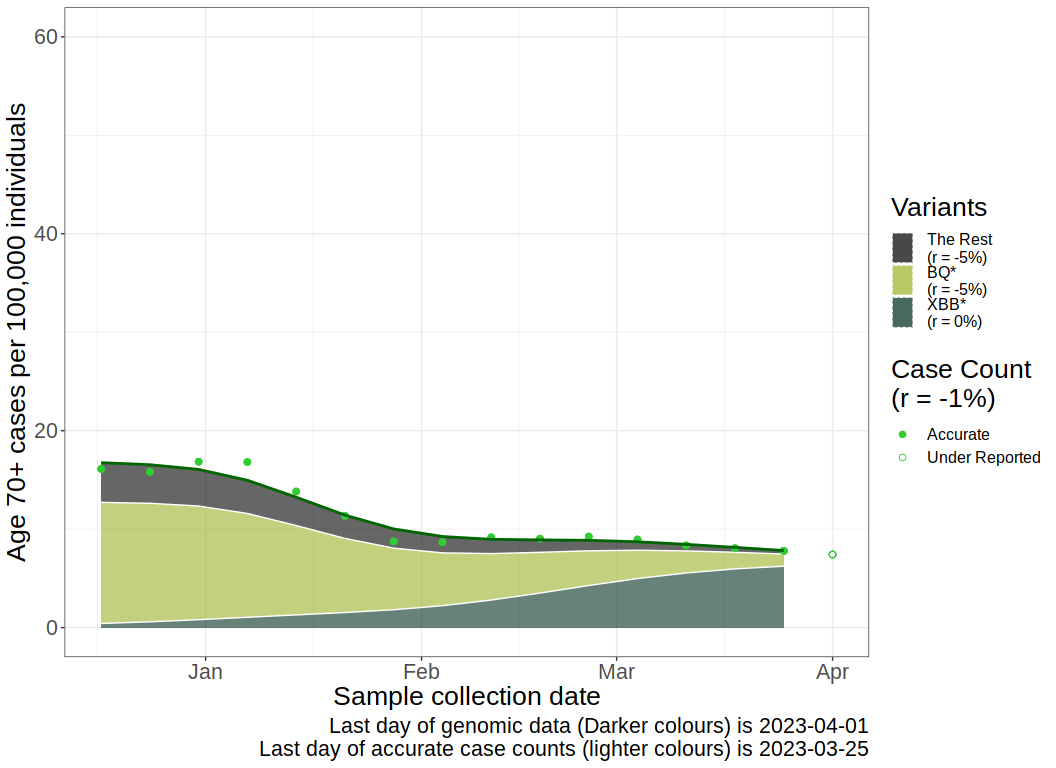 60
40
20
0
Age 70+ cases per 100,000 individuals
Jan Feb Mar Apr
Sample collection date
Last day of genomic data (Darker colours) is 2023-04-01
Last day of accurate case counts (lighter colours) is 2023-03-25
Variants
The Rest
(r = -5%)
BQ*
(r = -5%)
XBB*
(r = 0%)
Case Count
(r = -1%)
Accurate
Under Reported